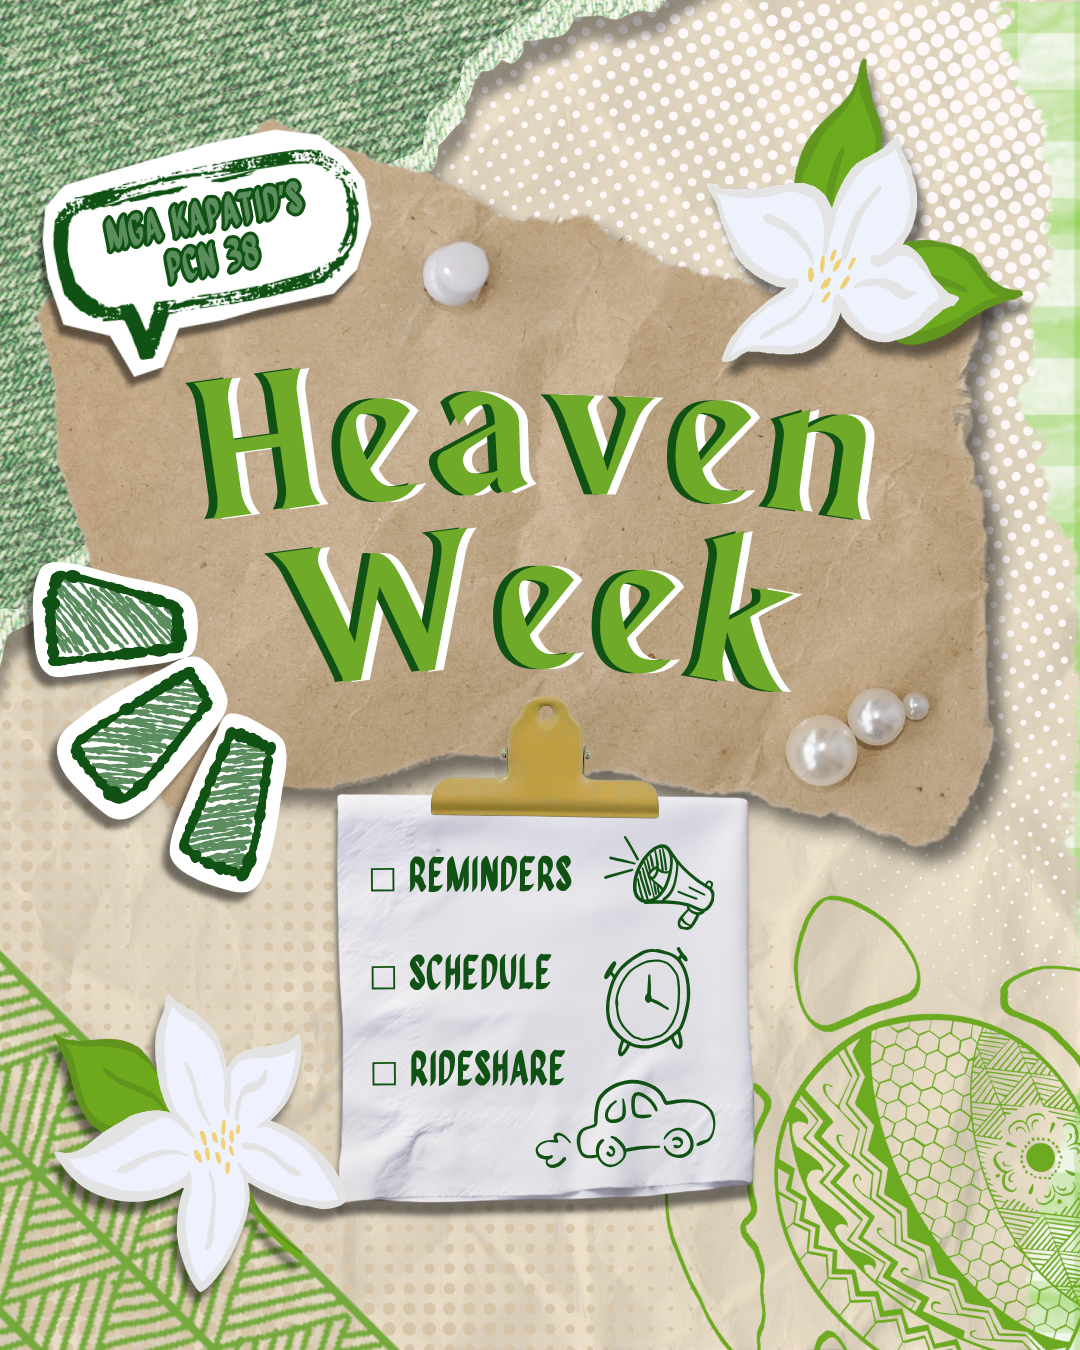 MGA KAPATID'S
PCN 38
Heaven
Week
REMINDERS
SCHEDULE
RIDESHARE